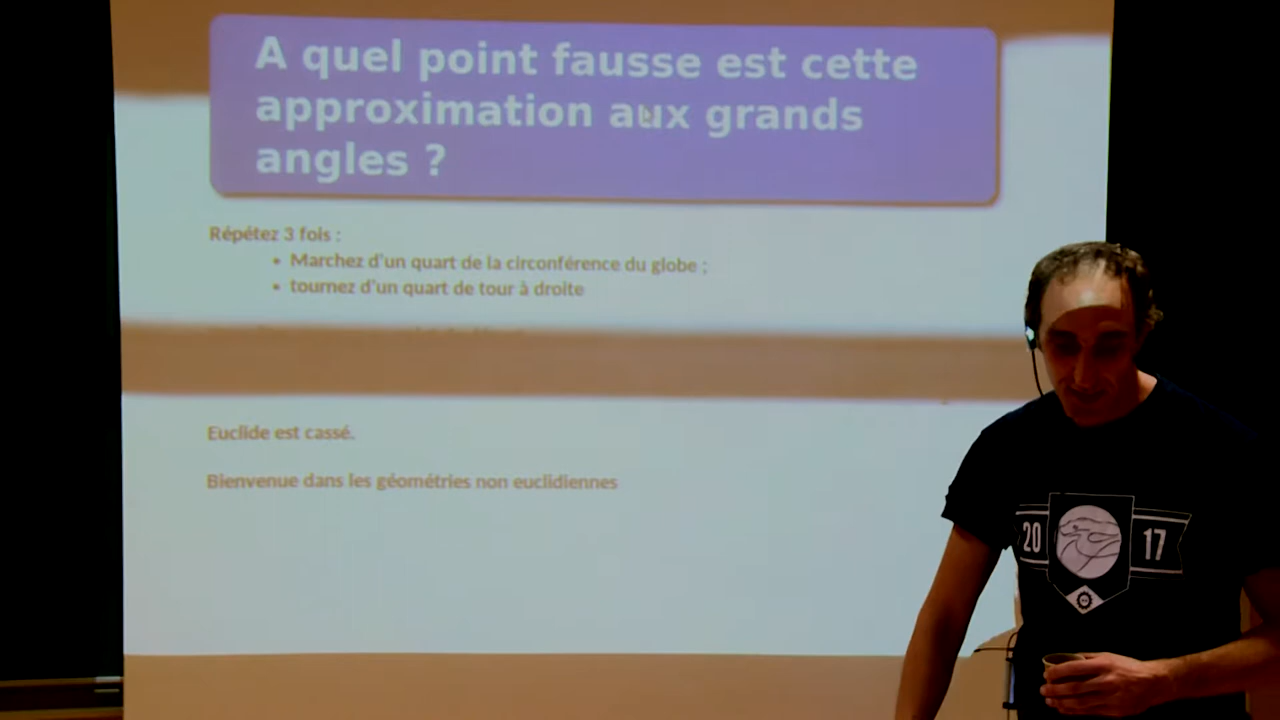 A quel point fausse est cette
approximation aux grands
angles ?
Répétez 3 fois :
• Marchez d'un quart de la circonférence du globe ;
• tournez d'un quart de tour à droite
Euclide est cassé.
Bienvenue dans les géométries non euclidiennes
20 17